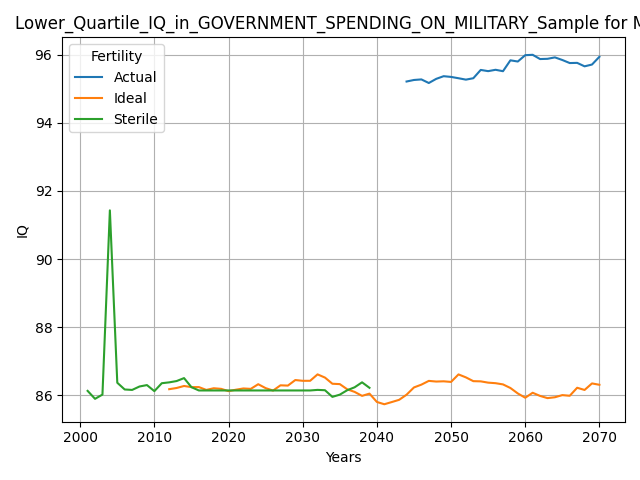 Lower_Quartile_IQ_in_GOVERNMENT_SPENDING_ON_MILITARY_Sample for M
Fertility
Actual
Ideal
Sterile
IQ
96
94
92
90
88
86
2000 2010 2020 2030 2040 2050 2060 2070
Years